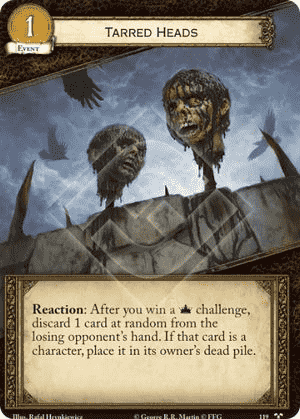 1
TARRED HEADS
EVENT
Reaction: After you win a challenge,
discard 1 card at random from the
losing opponent's hand. If that card is a
character, place it in its owner's dead pile.
Illus. Rafał Hrynkiewicz
© George R.R. Martin © FFG
119